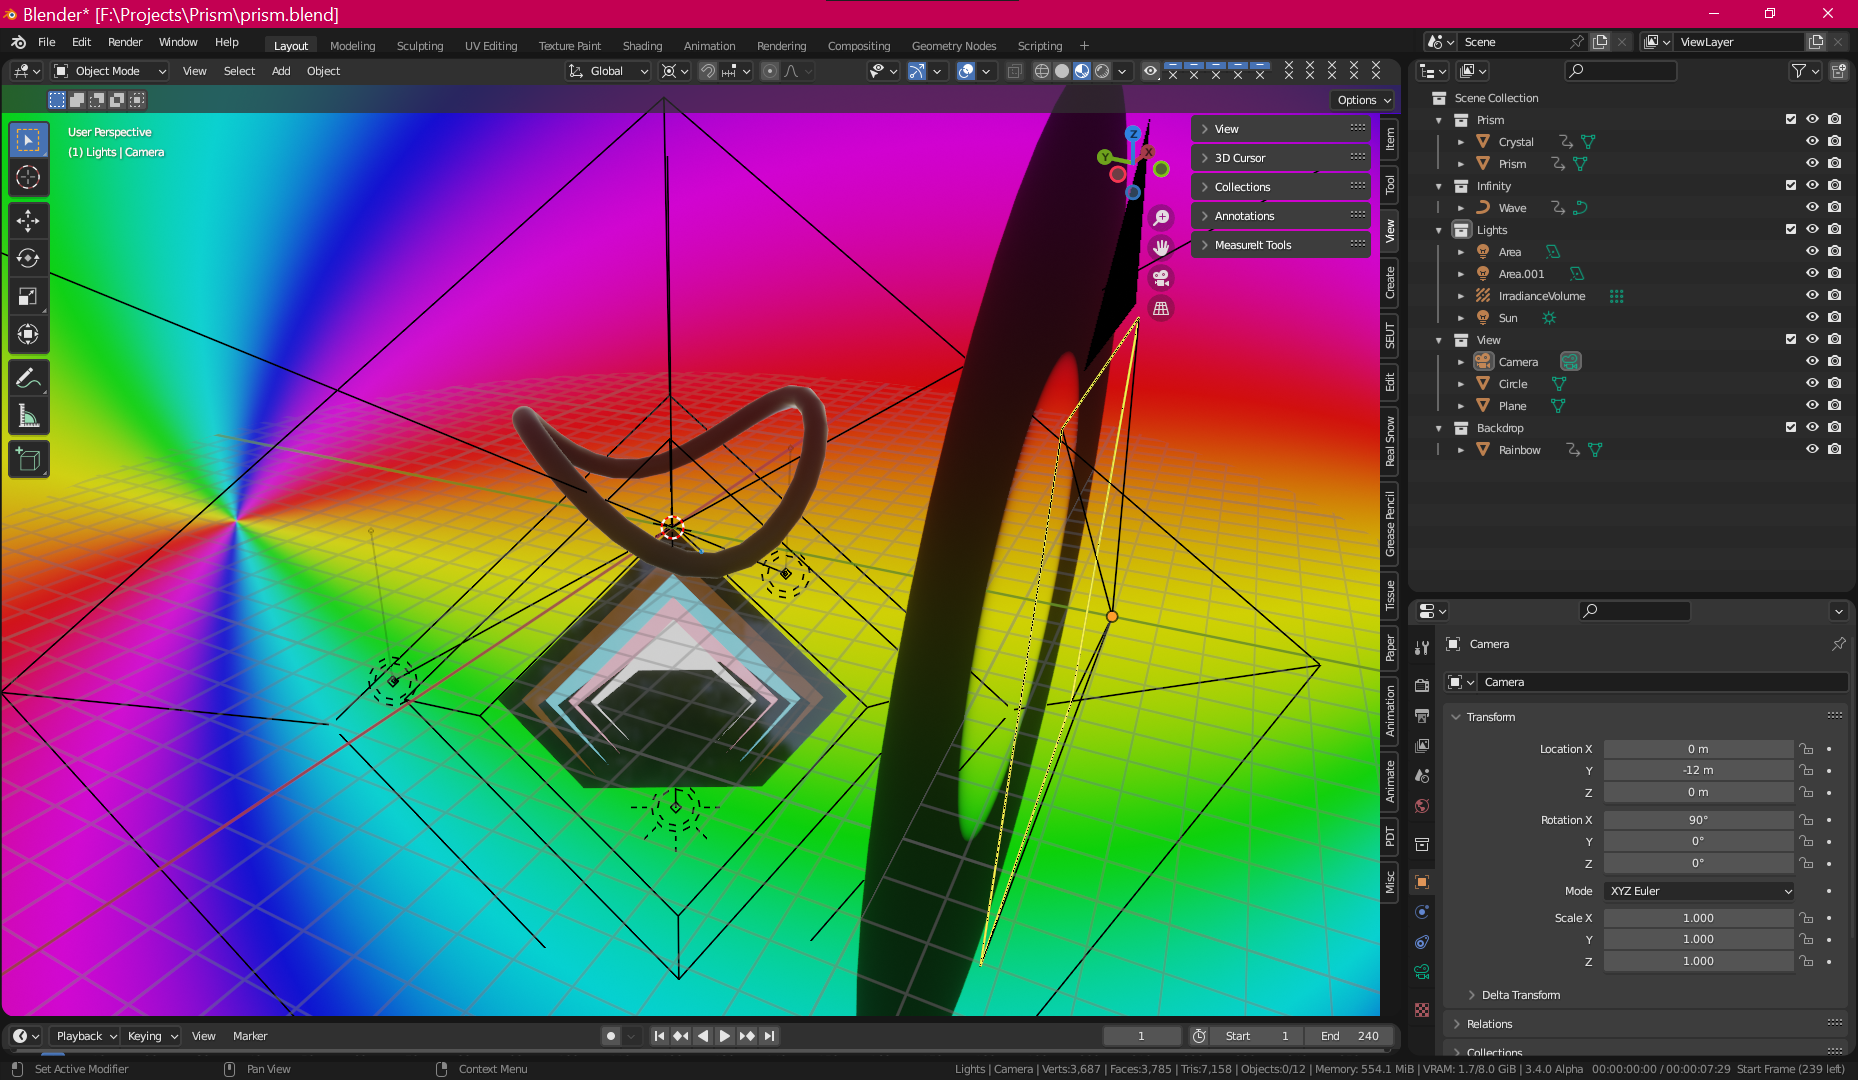 Blender* [F:\Projects\Prism\prism.blend]
File Edit Render Window Help Layout Modeling Sculpting UV Editing Texture Paint Shading Animation Rendering Compositing Geometry Nodes Scripting + Scene ViewLayer
Object Mode View Select Add Object Global
Options
User Perspective
(1) Lights | Camera
Z
Y
X
View
3D Cursor
Collections
Annotations
MeasureIt Tools
Item
Tool
View
Create
SEUT
Edit
Real Snow
Grease Pencil
Tissue
Paper
Animation
Animate
PDT
Misc
Scene Collection
Prism
Crystal
Prism
Infinity
Wave
Lights
Area
Area.001
IrradianceVolume
Sun
View
Camera
Circle
Plane
Backdrop
Rainbow
Camera
Camera
Transform
Location X 0 m
Y -12 m
Z 0 m
Rotation X 90°
Y 0°
Z 0°
Mode XYZ Euler
Scale X 1.000
Y 1.000
Z 1.000
Delta Transform
Relations
Collections
Playback Keying View Marker 1 Start 1 End 240
Set Active Modifier Pan View Context Menu Lights | Camera | Verts:3,687 | Faces:3,785 | Tris:7,158 | Objects:0/12 | Memory: 554.1 MiB | VRAM: 1.7/8.0 GiB | 3.4.0 Alpha 00:00:00:00 / 00:00:07:29 Start Frame (239 left)